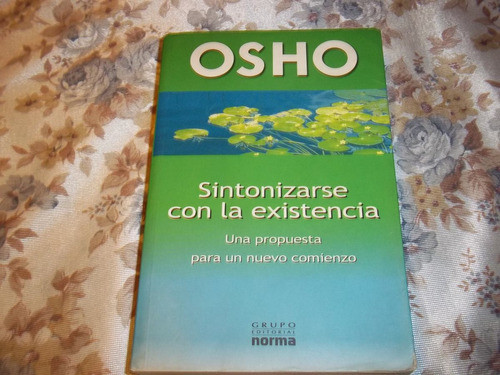 OSHO
Sintonizarse
con la existencia
Una propuesta
para un nuevo comienzo
GRUPO
EDITORIAL
norma